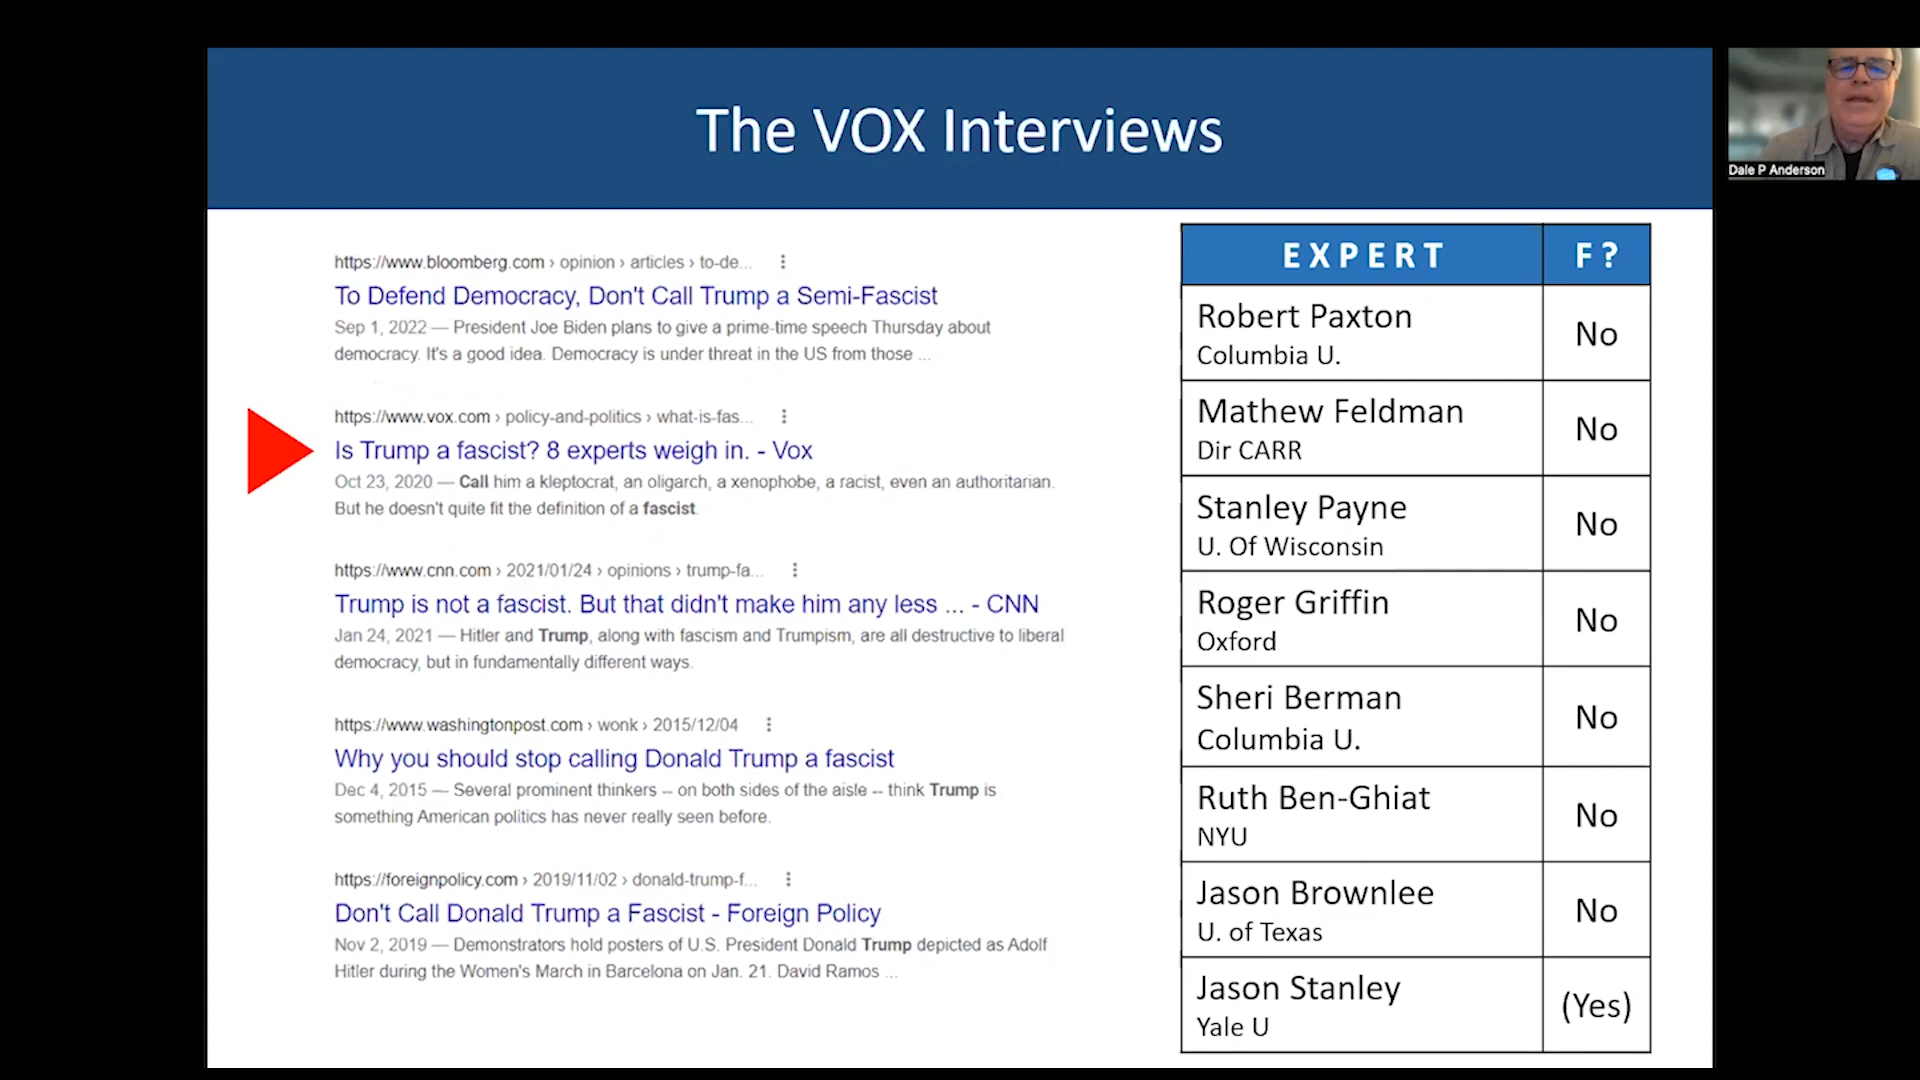 The VOX Interviews
Dale P Anderson
https://www.bloomberg.com › opinion › articles › to-de...
To Defend Democracy, Don't Call Trump a Semi-Fascist
Sep 1, 2022 — President Joe Biden plans to give a prime-time speech Thursday about
democracy. It's a good idea. Democracy is under threat in the US from those ...
https://www.vox.com › policy-and-politics › what-is-fas...
Is Trump a fascist? 8 experts weigh in. - Vox
Oct 23, 2020 — Call him a kleptocrat, an oligarch, a xenophobe, a racist, even an authoritarian.
But he doesn't quite fit the definition of a fascist.
https://www.cnn.com › 2021/01/24 › opinions › trump-fa...
Trump is not a fascist. But that didn't make him any less ... - CNN
Jan 24, 2021 — Hitler and Trump, along with fascism and Trumpism, are all destructive to liberal
democracy, but in fundamentally different ways.
https://www.washingtonpost.com › wonk › 2015/12/04
Why you should stop calling Donald Trump a fascist
Dec 4, 2015 — Several prominent thinkers -- on both sides of the aisle -- think Trump is
something American politics has never really seen before.
https://foreignpolicy.com › 2019/11/02 › donald-trump-f...
Don't Call Donald Trump a Fascist - Foreign Policy
Nov 2, 2019 — Demonstrators hold posters of U.S. President Donald Trump depicted as Adolf
Hitler during the Women's March in Barcelona on Jan. 21. David Ramos ...
EXPERT F?
Robert Paxton
Columbia U.
No
Mathew Feldman
Dir CARR
No
Stanley Payne
U. Of Wisconsin
No
Roger Griffin
Oxford
No
Sheri Berman
Columbia U.
No
Ruth Ben-Ghiat
NYU
No
Jason Brownlee
U. of Texas
No
Jason Stanley
Yale U
(Yes)